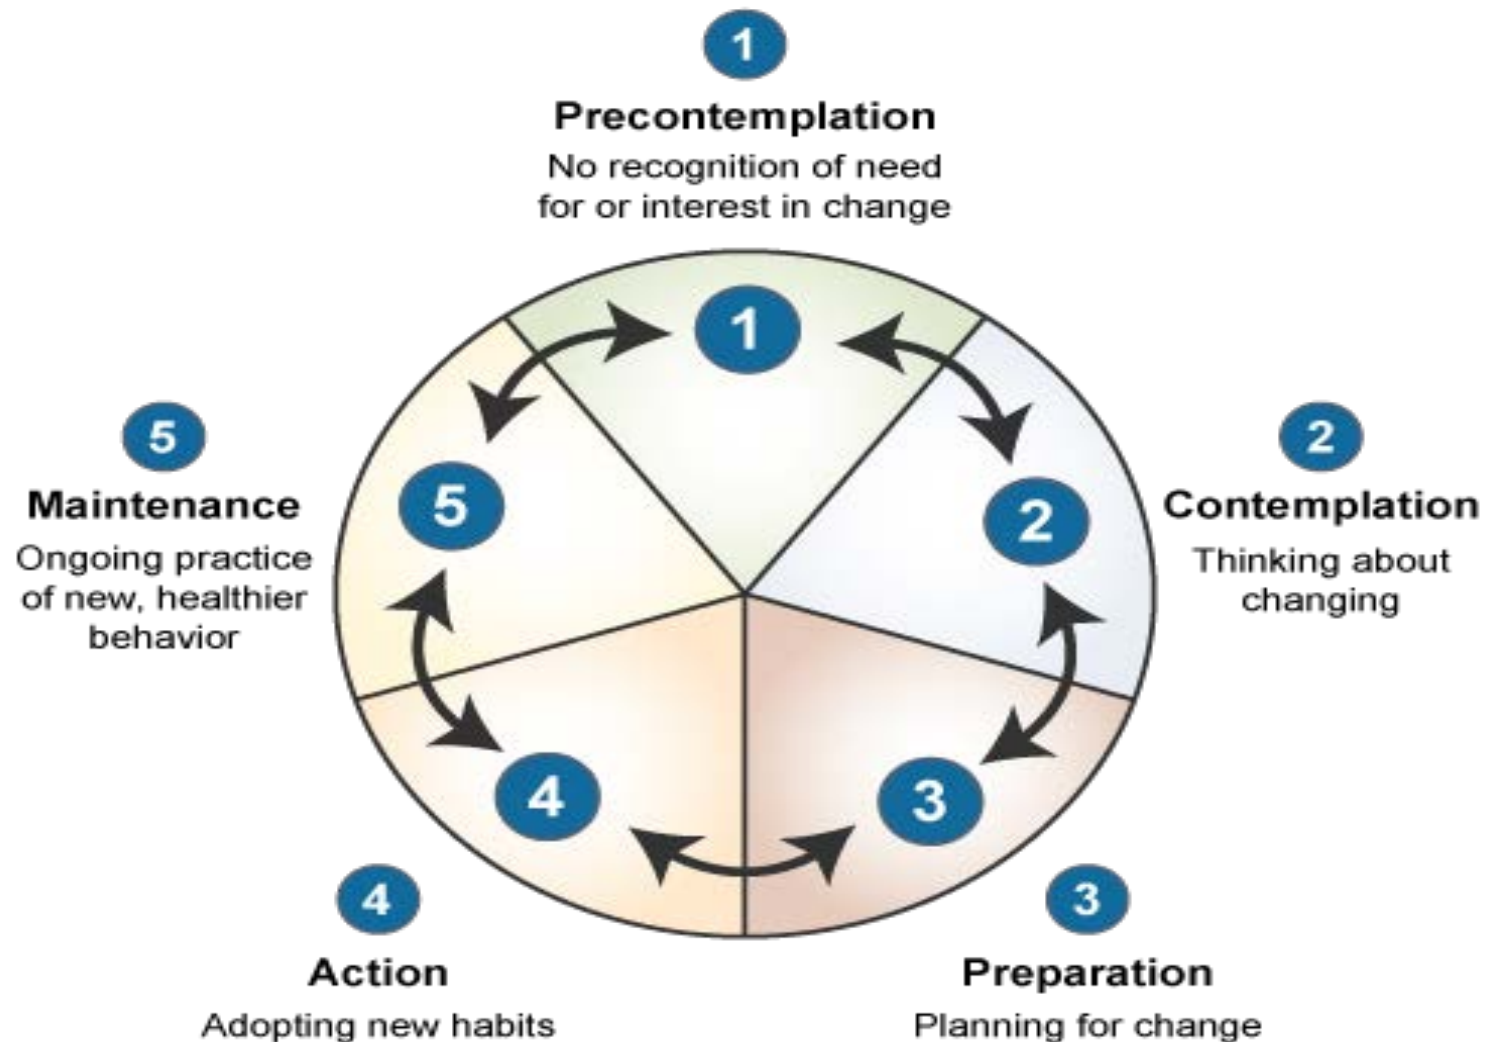 1
Precontemplation
No recognition of need
for or interest in change
1
5
Maintenance
Ongoing practice
of new, healthier
behavior
5
2
2
Contemplation
Thinking about
changing
4
3
4
Action
Adopting new habits
3
Preparation
Planning for change